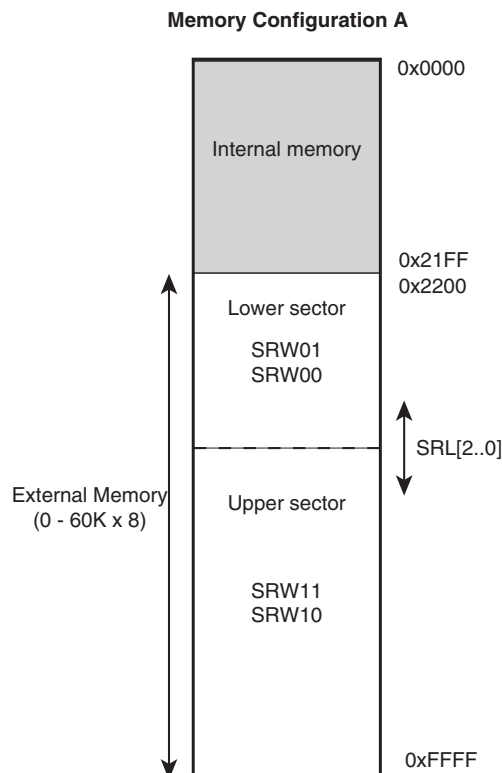 Memory Configuration A
0x0000
Internal memory
0x21FF
0x2200
Lower sector
SRW01
SRW00
SRL[2..0]
External Memory
(0 - 60K x 8)
Upper sector
SRW11
SRW10
0xFFFF